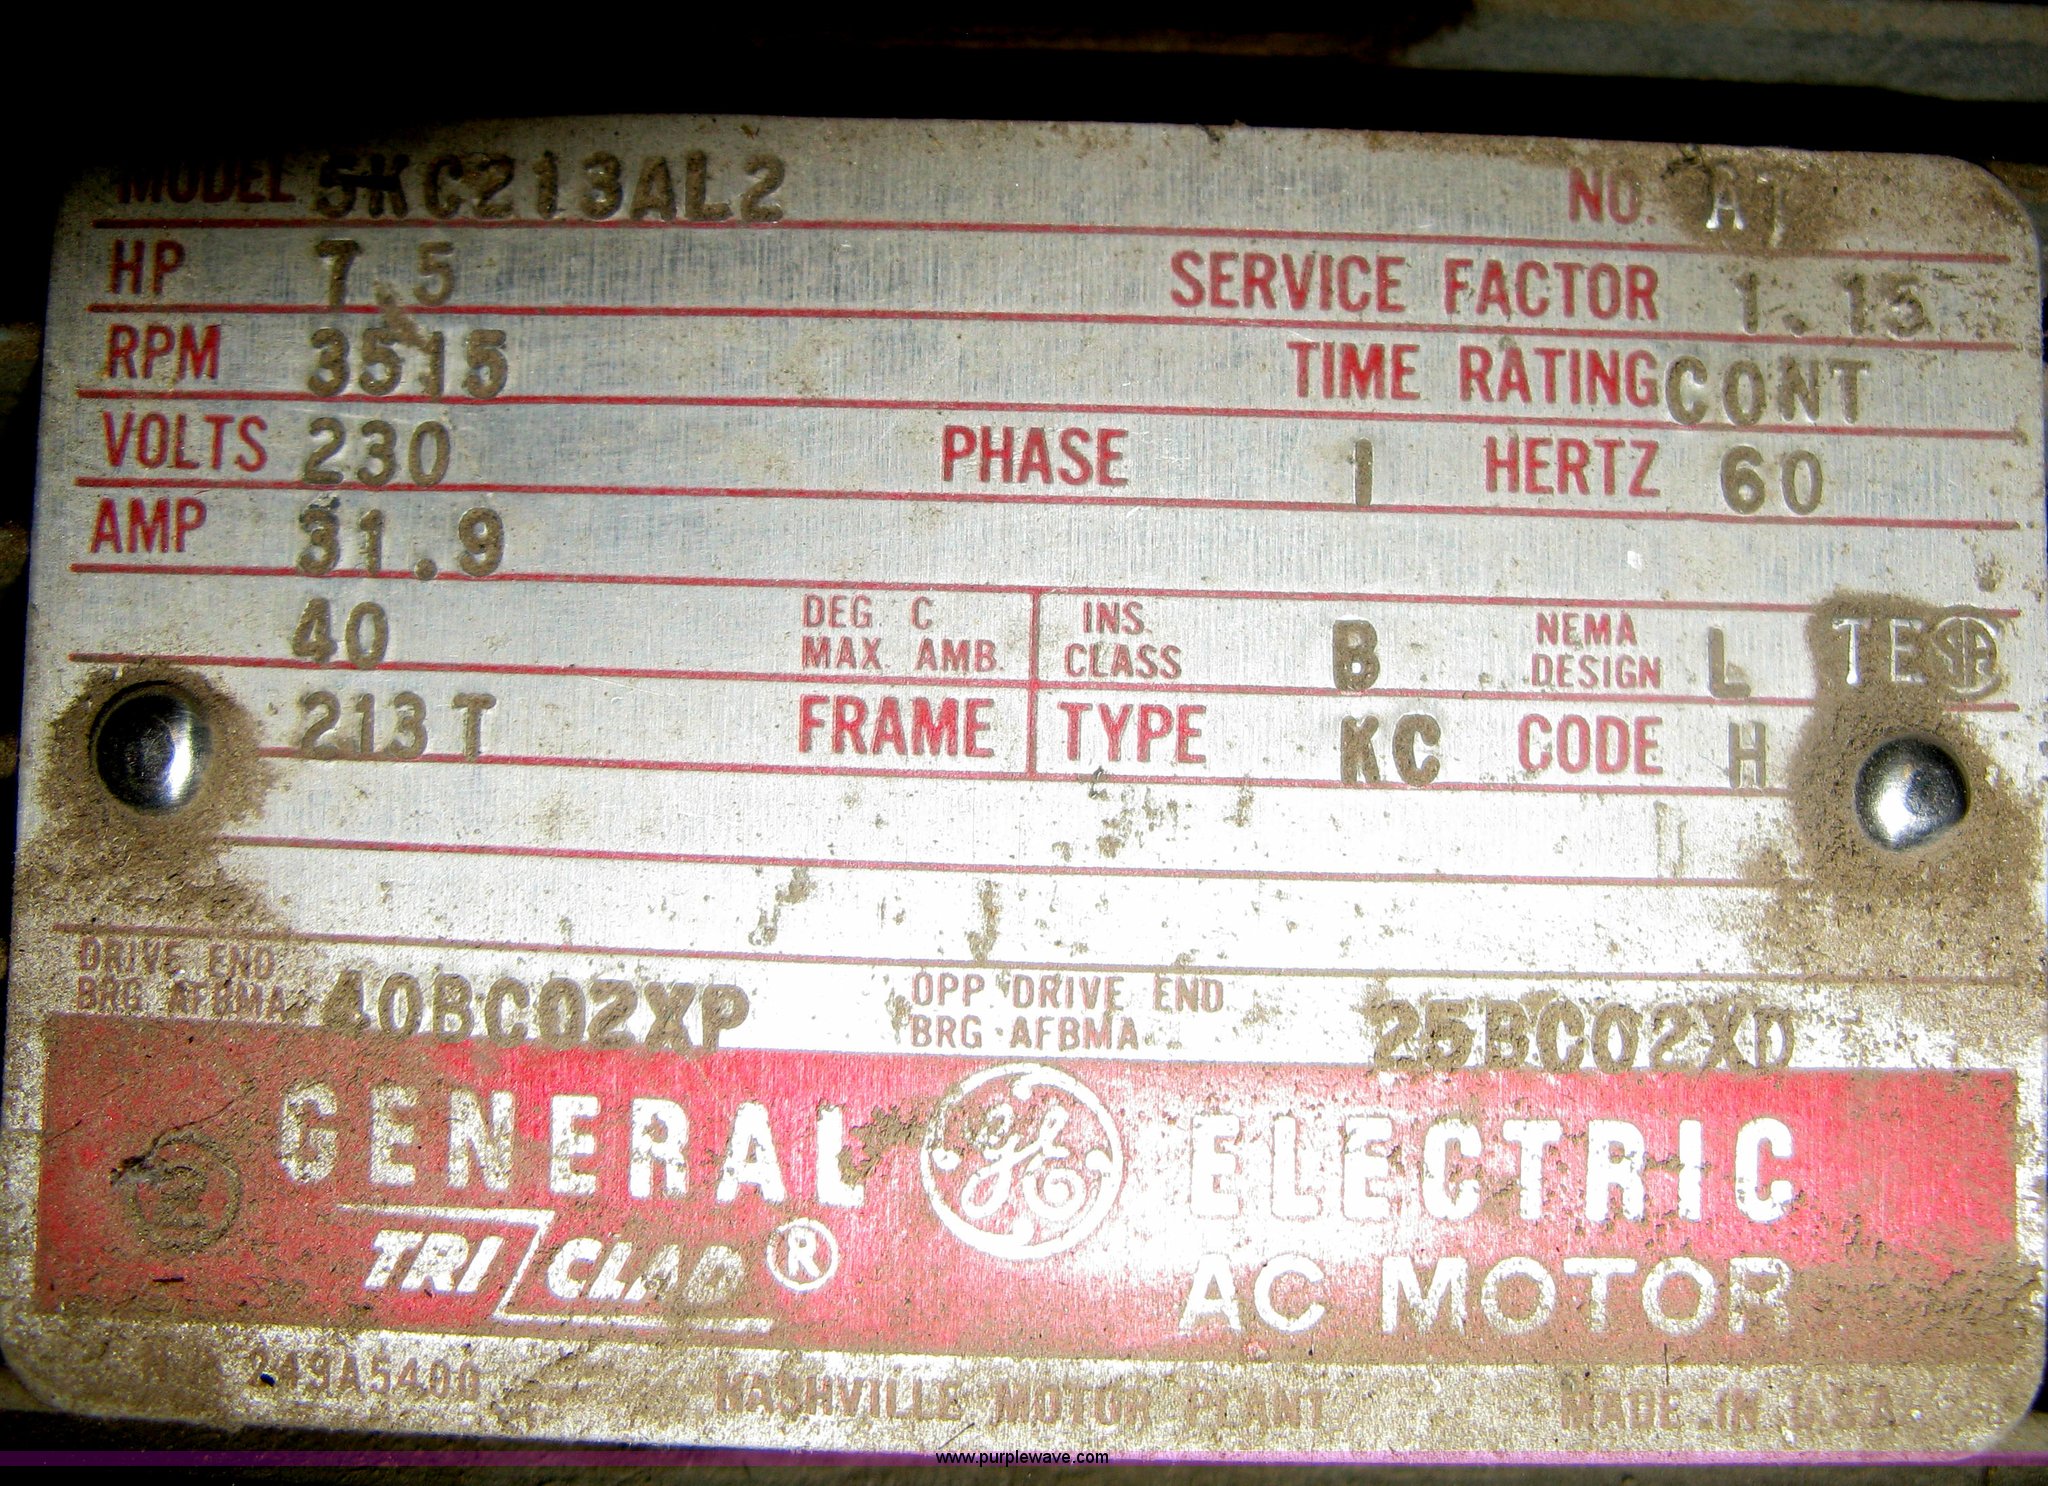 MODEL 5KC213AL2 NO. AJ
HP 7.5 SERVICE FACTOR 1.15
RPM 3515 TIME RATING CONT
VOLTS 230 PHASE 1 HERTZ 60
AMP 31.9
40 DEG C MAX. AMB. INS. CLASS B NEMA DESIGN L
213T FRAME TYPE KC CODE H
DRIVE END BRG AFBMA 40BC02XP OPP DRIVE END BRG AFBMA 25BC02XD
GENERAL GE ELECTRIC
TRI/CLAD® AC MOTOR
249A5400 NASHVILLE MOTOR PLANT MADE IN U.S.A.
www.purplewave.com